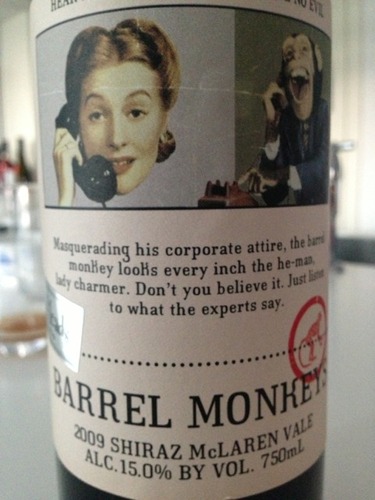 NO EVIL
Masquerading his corporate attire, the barrel
monkey looks every inch the he-man,
lady charmer. Don't you believe it. Just listen
to what the experts say.
BARREL MONKEYS
2009 SHIRAZ McLAREN VALE
ALC.15.0% BY VOL. 750mL